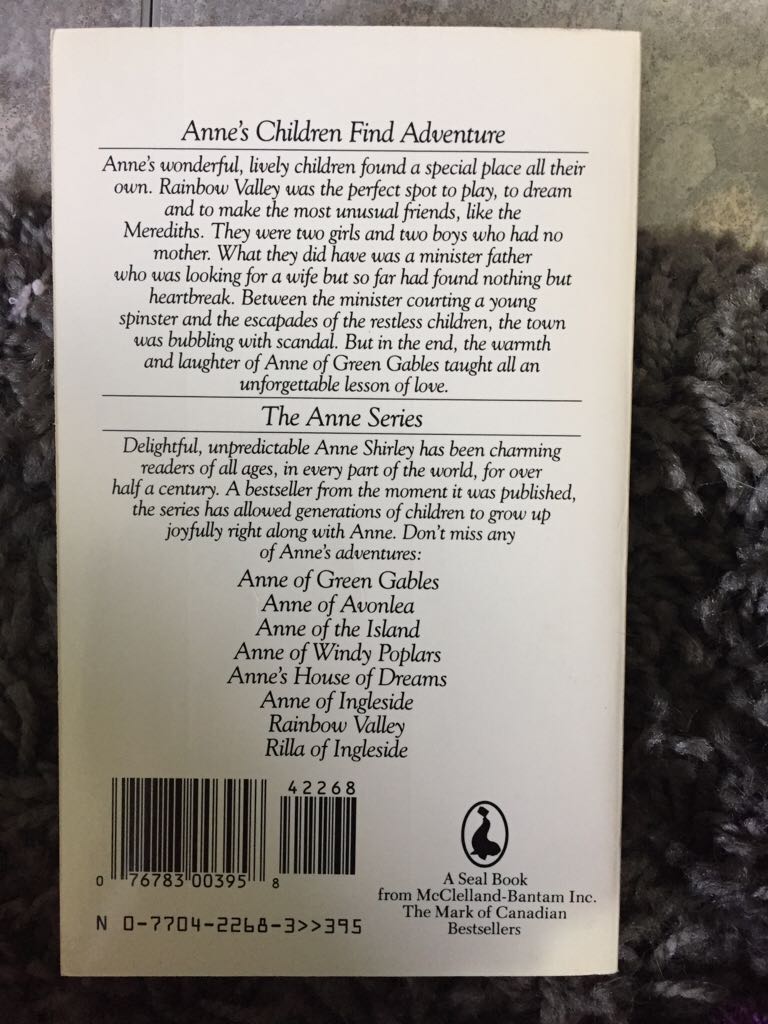 Anne's Children Find Adventure
Anne's wonderful, lively children found a special place all their
own. Rainbow Valley was the perfect spot to play, to dream
and to make the most unusual friends, like the
Merediths. They were two girls and two boys who had no
mother. What they did have was a minister father
who was looking for a wife but so far had found nothing but
heartbreak. Between the minister courting a young
spinster and the escapades of the restless children, the town
was bubbling with scandal. But in the end, the warmth
and laughter of Anne of Green Gables taught all an
unforgettable lesson of love.
The Anne Series
Delightful, unpredictable Anne Shirley has been charming
readers of all ages, in every part of the world, for over
half a century. A bestseller from the moment it was published,
the series has allowed generations of children to grow up
joyfully right along with Anne. Don't miss any
of Anne's adventures:
Anne of Green Gables
Anne of Avonlea
Anne of the Island
Anne of Windy Poplars
Anne's House of Dreams
Anne of Ingleside
Rainbow Valley
Rilla of Ingleside
42268
0 76783 00395 8
N 0-7704-2268-3>>395
A Seal Book
from McClelland-Bantam Inc.
The Mark of Canadian
Bestsellers